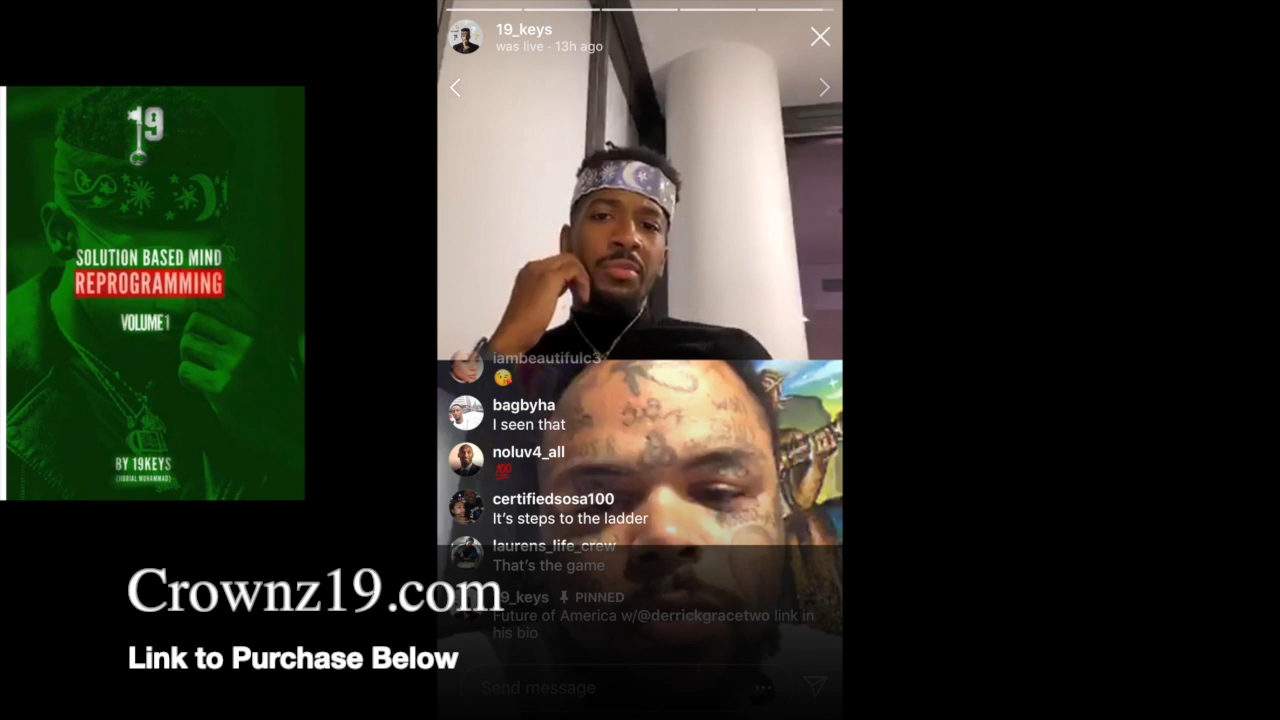 19
SOLUTION BASED MIND
REPROGRAMMING
VOLUME 1
BY 19KEYS
(JIBRIAL MUHAMMAD)
Crownz19.com
Link to Purchase Below
19_keys
was live · 13h ago
iambeautifulc3
😘
bagbyha
I seen that
noluv4_all
💯
certifiedsosa100
It's steps to the ladder
laurens_life_crew
That's the game
19_keys PINNED
Future of America w/@derrickgracetwo link in
his bio
Send message